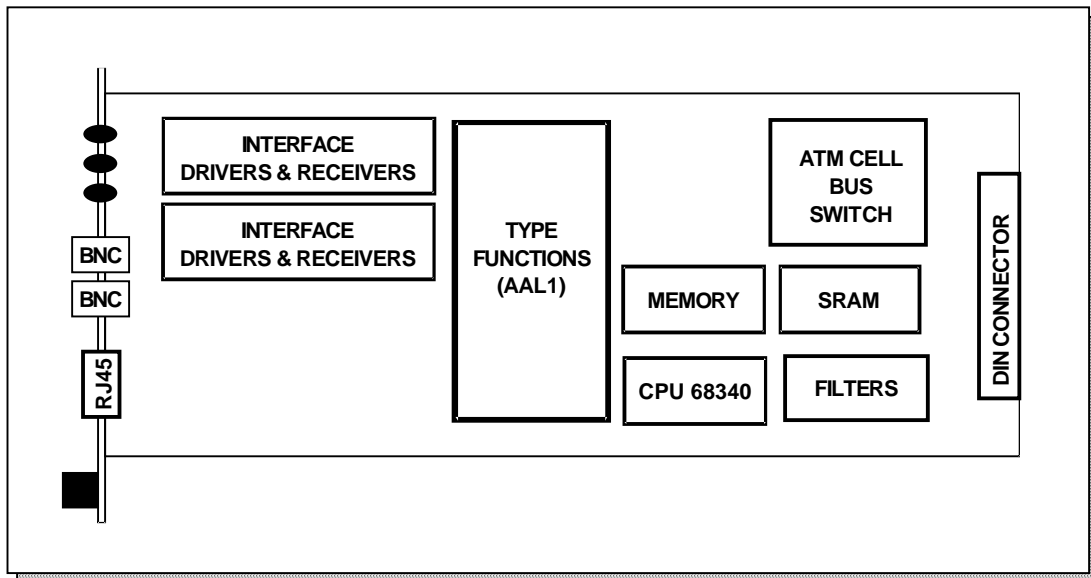 INTERFACE
DRIVERS & RECEIVERS
INTERFACE
DRIVERS & RECEIVERS
BNC
BNC
RJ45
TYPE
FUNCTIONS
(AAL1)
ATM CELL
BUS
SWITCH
MEMORY
SRAM
CPU 68340
FILTERS
DIN CONNECTOR